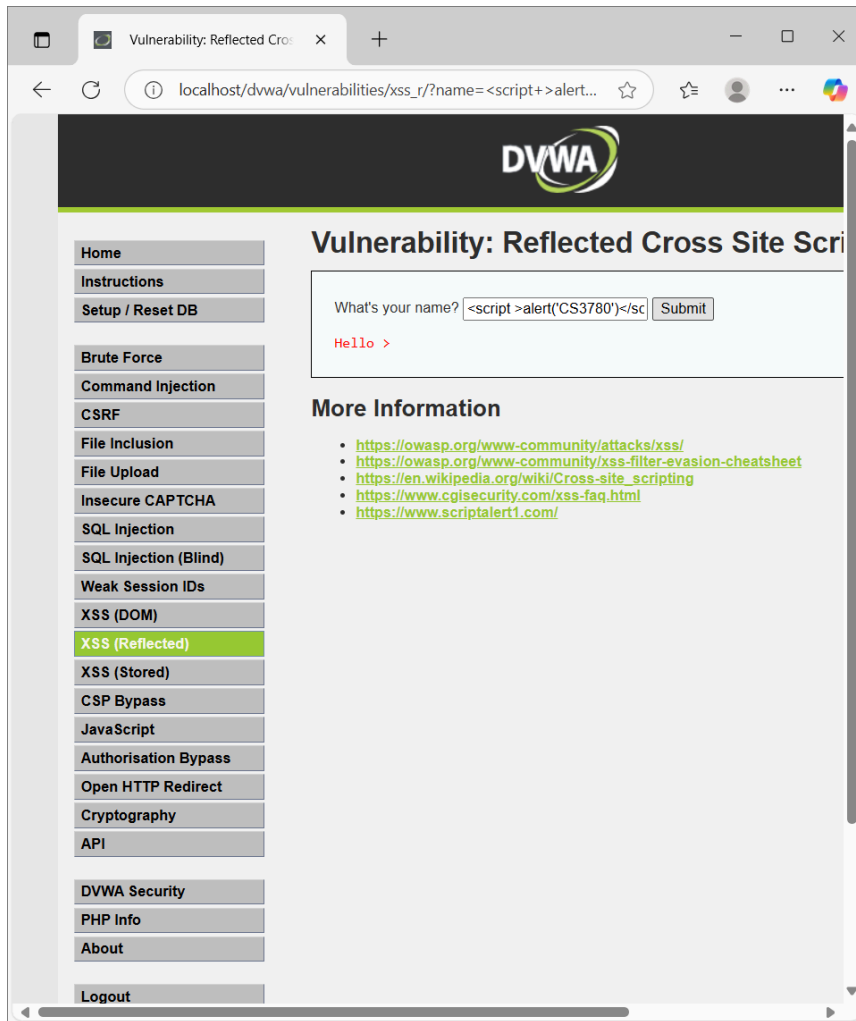 Vulnerability: Reflected Cros
localhost/dvwa/vulnerabilities/xss_r/?name=<script+>alert...
DVWA
Vulnerability: Reflected Cross Site Scri
Home
Instructions
Setup / Reset DB
Brute Force
Command Injection
CSRF
File Inclusion
File Upload
Insecure CAPTCHA
SQL Injection
SQL Injection (Blind)
Weak Session IDs
XSS (DOM)
XSS (Reflected)
XSS (Stored)
CSP Bypass
JavaScript
Authorisation Bypass
Open HTTP Redirect
Cryptography
API
DVWA Security
PHP Info
About
Logout
What's your name? <script >alert('CS3780')</sc Submit
Hello >
More Information
https://owasp.org/www-community/attacks/xss/
https://owasp.org/www-community/xss-filter-evasion-cheatsheet
https://en.wikipedia.org/wiki/Cross-site_scripting
https://www.cgisecurity.com/xss-faq.html
https://www.scriptalert1.com/